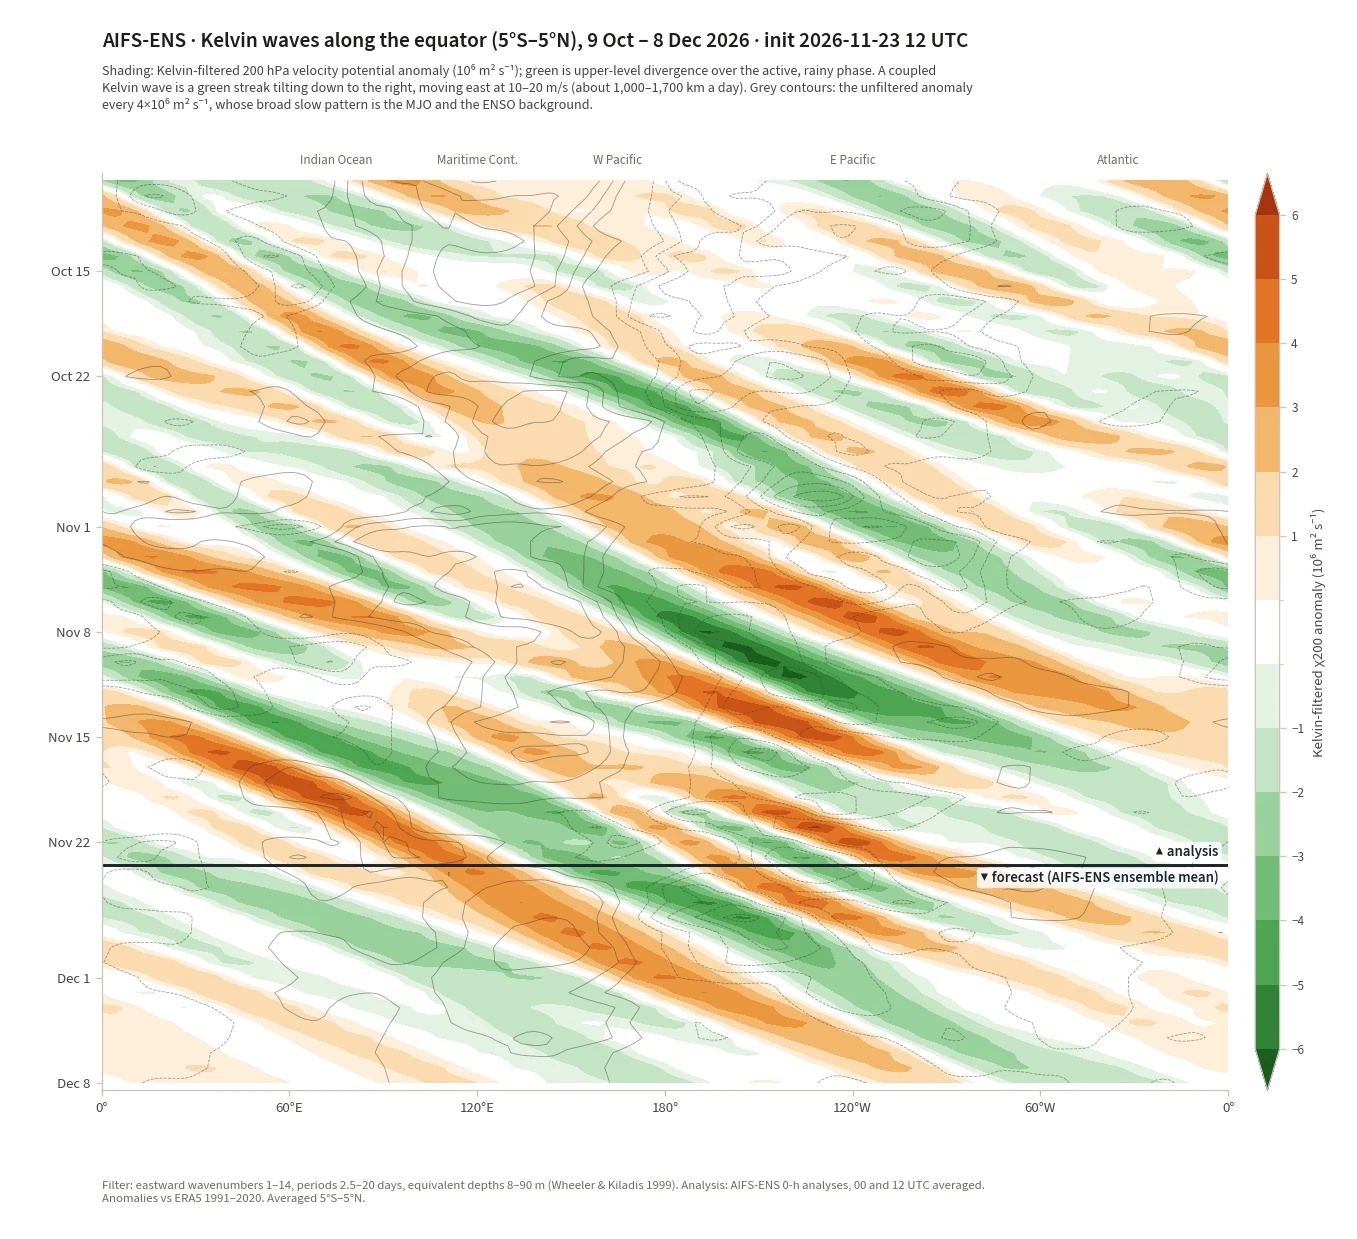 AIFS-ENS · Kelvin waves along the equator (5°S–5°N), 9 Oct – 8 Dec 2026 · init 2026-11-23 12 UTC
Shading: Kelvin-filtered 200 hPa velocity potential anomaly (10⁶ m² s⁻¹); green is upper-level divergence over the active, rainy phase. A coupled
Kelvin wave is a green streak tilting down to the right, moving east at 10–20 m/s (about 1,000–1,700 km a day). Grey contours: the unfiltered anomaly
every 4×10⁶ m² s⁻¹, whose broad slow pattern is the MJO and the ENSO background.
Indian Ocean
Maritime Cont.
W Pacific
E Pacific
Atlantic
Oct 15
Oct 22
Nov 1
Nov 8
Nov 15
Nov 22
Dec 1
Dec 8
▲ analysis
▼ forecast (AIFS-ENS ensemble mean)
0°
60°E
120°E
180°
120°W
60°W
0°
6
5
4
3
2
1
−1
−2
−3
−4
−5
−6
Kelvin-filtered χ200 anomaly (10⁶ m² s⁻¹)
Filter: eastward wavenumbers 1–14, periods 2.5–20 days, equivalent depths 8–90 m (Wheeler & Kiladis 1999). Analysis: AIFS-ENS 0-h analyses, 00 and 12 UTC averaged.
Anomalies vs ERA5 1991–2020. Averaged 5°S–5°N.